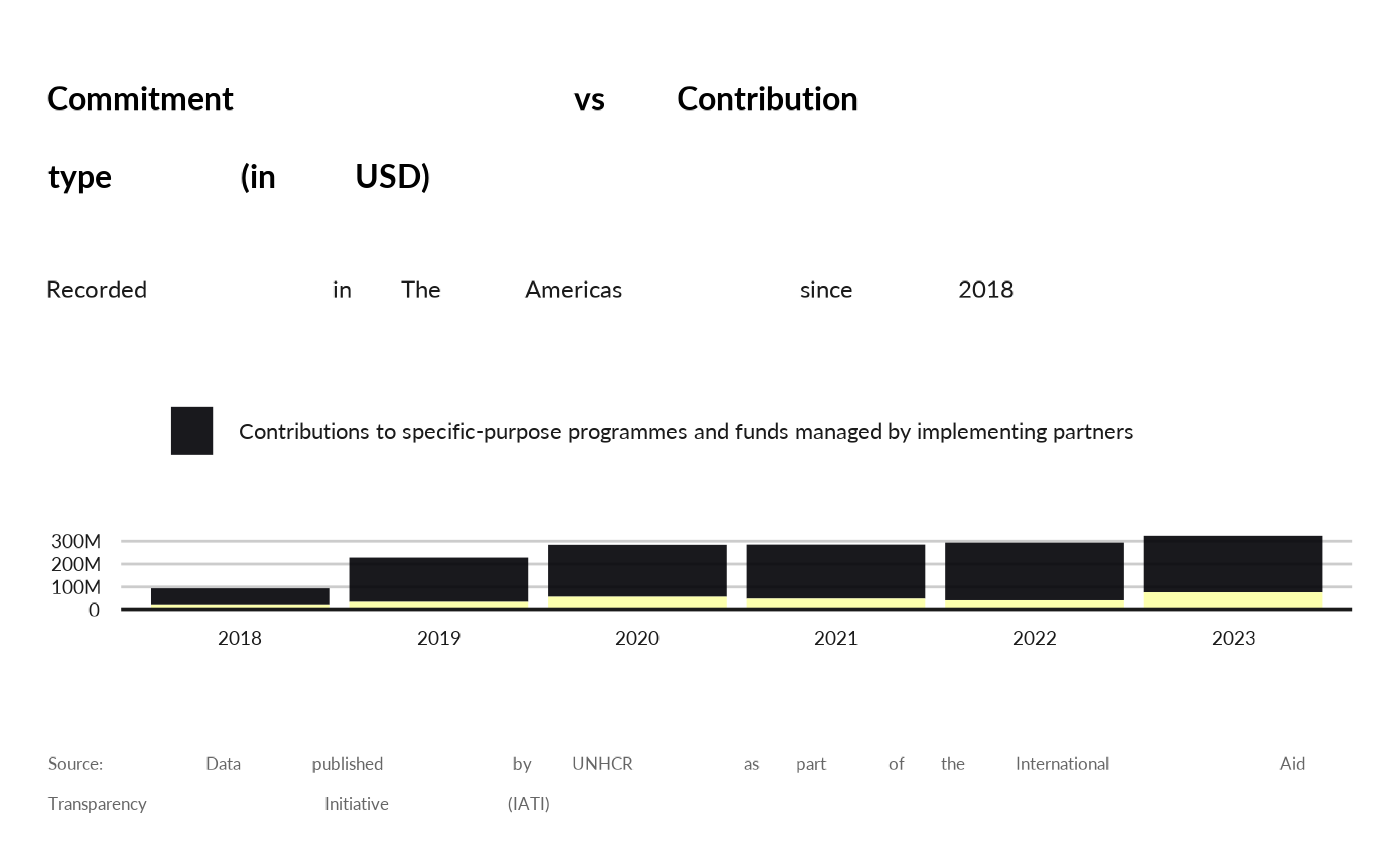 Commitment vs Contribution
type (in USD)
Recorded in The Americas since 2018
Contributions to specific-purpose programmes and funds managed by implementing partners
300M
200M
100M
0
2018 2019 2020 2021 2022 2023
Source: Data published by UNHCR as part of the International Aid
Transparency Initiative (IATI)